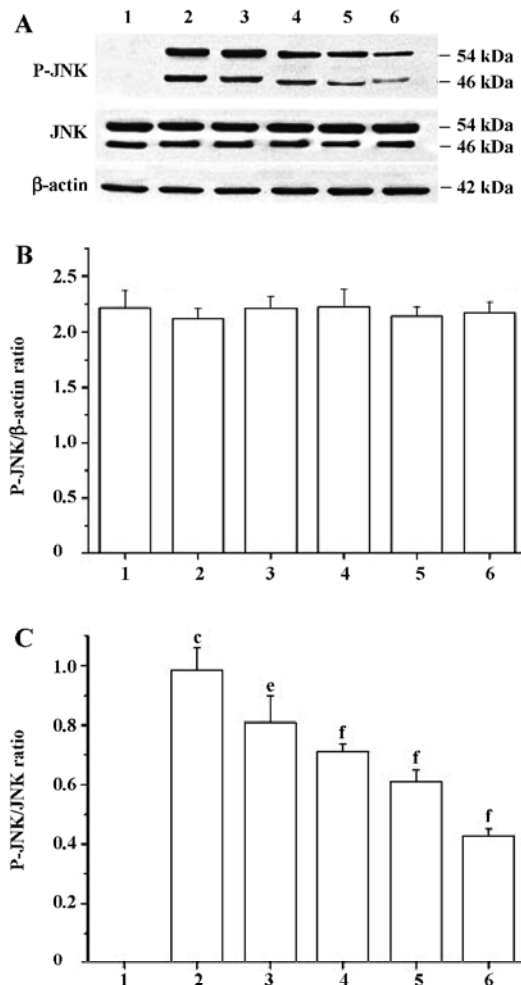 A
1 2 3 4 5 6
P-JNK
54 kDa
46 kDa
JNK
54 kDa
46 kDa
β-actin
42 kDa
B
P-JNK/β-actin ratio
2.5
2.0
1.5
1.0
0.5
0
1 2 3 4 5 6
C
P-JNK/JNK ratio
1.0
0.8
0.6
0.4
0.2
0
c
e
f
f
f
1 2 3 4 5 6